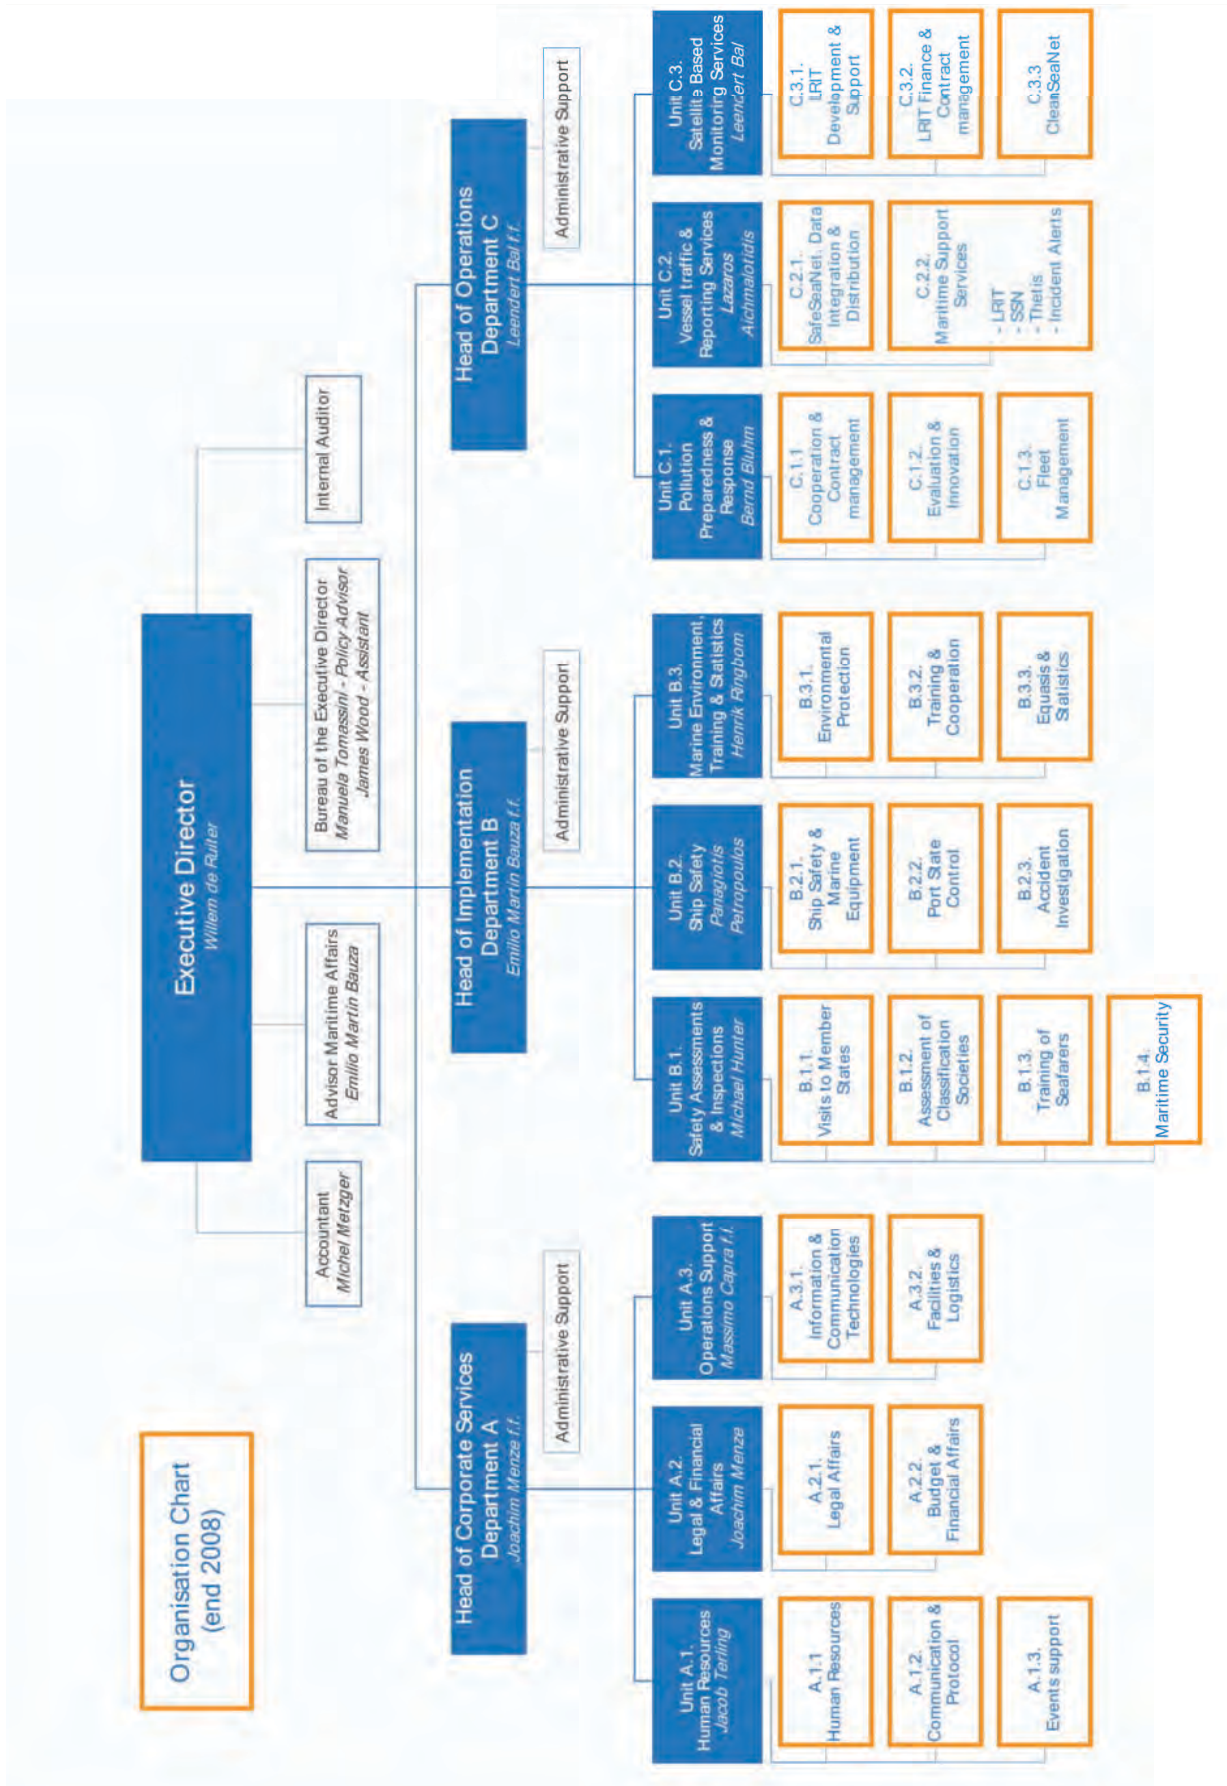 Organisation Chart
(end 2008)
Executive Director
Willem de Ruiter
Accountant
Michel Metzger
Advisor Maritime Affairs
Emilio Martin Bauza
Bureau of the Executive Director
Manuela Tomassini - Policy Advisor
James Wood - Assistant
Internal Auditor
Head of Corporate Services
Department A
Joachim Menze f.f.
Administrative Support
Head of Implementation
Department B
Emilio Martin Bauza f.f.
Administrative Support
Head of Operations
Department C
Leendert Bal f.f.
Administrative Support
Unit A.1.
Human Resources
Jacob Terling
A.1.1
Human Resources
A.1.2.
Communication &
Protocol
A.1.3.
Events support
Unit A.2.
Legal & Financial
Affairs
Joachim Menze
A.2.1.
Legal Affairs
A.2.2.
Budget &
Financial Affairs
Unit A.3.
Operations Support
Massimo Capra f.f.
A.3.1.
Information &
Communication
Technologies
A.3.2.
Facilities &
Logistics
Unit B.1.
Safety Assessments
& Inspections
Michael Hunter
B.1.1.
Visits to Member
States
B.1.2.
Assessment of
Classification
Societies
B.1.3.
Training of
Seafarers
B.1.4.
Maritime Security
Unit B.2.
Ship Safety
Panagiotis
Petropoulos
B.2.1.
Ship Safety &
Marine
Equipment
B.2.2.
Port State
Control
B.2.3.
Accident
Investigation
Unit B.3.
Marine Environment,
Training & Statistics
Henrik Ringbom
B.3.1.
Environmental
Protection
B.3.2.
Training &
Cooperation
B.3.3.
Equasis &
Statistics
Unit C.1.
Pollution
Preparedness &
Response
Bernd Bluhm
C.1.1
Cooperation &
Contract
management
C.1.2.
Evaluation &
Innovation
C.1.3.
Fleet
Management
Unit C.2.
Vessel traffic &
Reporting Services
Lazaros
Aichmalotidis
C.2.1.
SafeSeaNet, Data
Integration &
Distribution
C.2.2.
Maritime Support
Services
- LRIT
- SSN
- Thetis
- Incident Alerts
Unit C.3.
Satellite Based
Monitoring Services
Leendert Bal
C.3.1.
LRIT
Development &
Support
C.3.2.
LRIT Finance &
Contract
management
C.3.3
CleanSeaNet